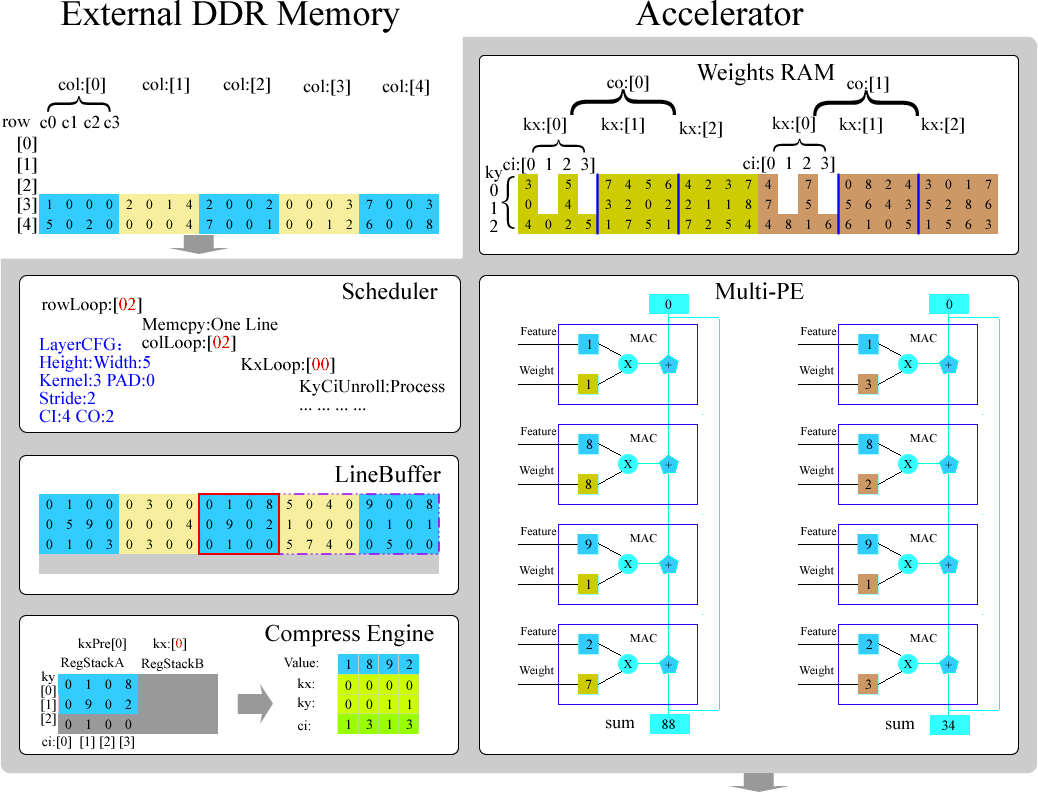 External DDR Memory
Accelerator
col:[0] col:[1] col:[2] col:[3] col:[4]
row c0 c1 c2 c3
[0]
[1]
[2]
[3] 1 0 0 0 2 0 1 4 2 0 0 2 0 0 0 3 7 0 0 3
[4] 5 0 2 0 0 0 0 4 7 0 0 1 0 0 1 2 6 0 0 8
Weights RAM
co:[0] co:[1]
kx:[0] kx:[1] kx:[2] kx:[0] kx:[1] kx:[2]
ci:[0 1 2 3] ci:[0 1 2 3]
ky
0 3 5 7 4 5 6 4 2 3 7 4 7 0 8 2 4 3 0 1 7
1 0 4 3 2 0 2 2 1 1 8 7 5 5 6 4 3 5 2 8 6
2 4 0 2 5 1 7 5 1 7 2 5 4 4 8 1 6 6 1 0 5 1 5 6 3
Scheduler
rowLoop:[02]
Memcpy:One Line
LayerCFG: colLoop:[02]
Height:Width:5
KxLoop:[00]
Kernel:3 PAD:0
KyCiUnroll:Process
Stride:2
... ... ... ...
CI:4 CO:2
LineBuffer
0 1 0 0 0 3 0 0 0 1 0 8 5 0 4 0 9 0 0 8
0 5 9 0 0 0 0 4 0 9 0 2 1 0 0 0 0 1 0 1
0 1 0 3 0 3 0 0 0 1 0 0 5 7 4 0 0 5 0 0
Compress Engine
kxPre[0] kx:[0]
RegStackA RegStackB
ky
[0] 0 1 0 8
[1] 0 9 0 2
[2] 0 1 0 0
ci:[0] [1] [2] [3]
Value: 1 8 9 2
kx: 0 0 0 0
ky: 0 0 1 1
ci: 1 3 1 3
Multi-PE
0
Feature 1 MAC
X +
Weight 1
Feature 8 MAC
X +
Weight 8
Feature 9 MAC
X +
Weight 1
Feature 2 MAC
X +
Weight 7
sum 88
0
Feature 1 MAC
X +
Weight 3
Feature 8 MAC
X +
Weight 2
Feature 9 MAC
X +
Weight 1
Feature 2 MAC
X +
Weight 3
sum 34